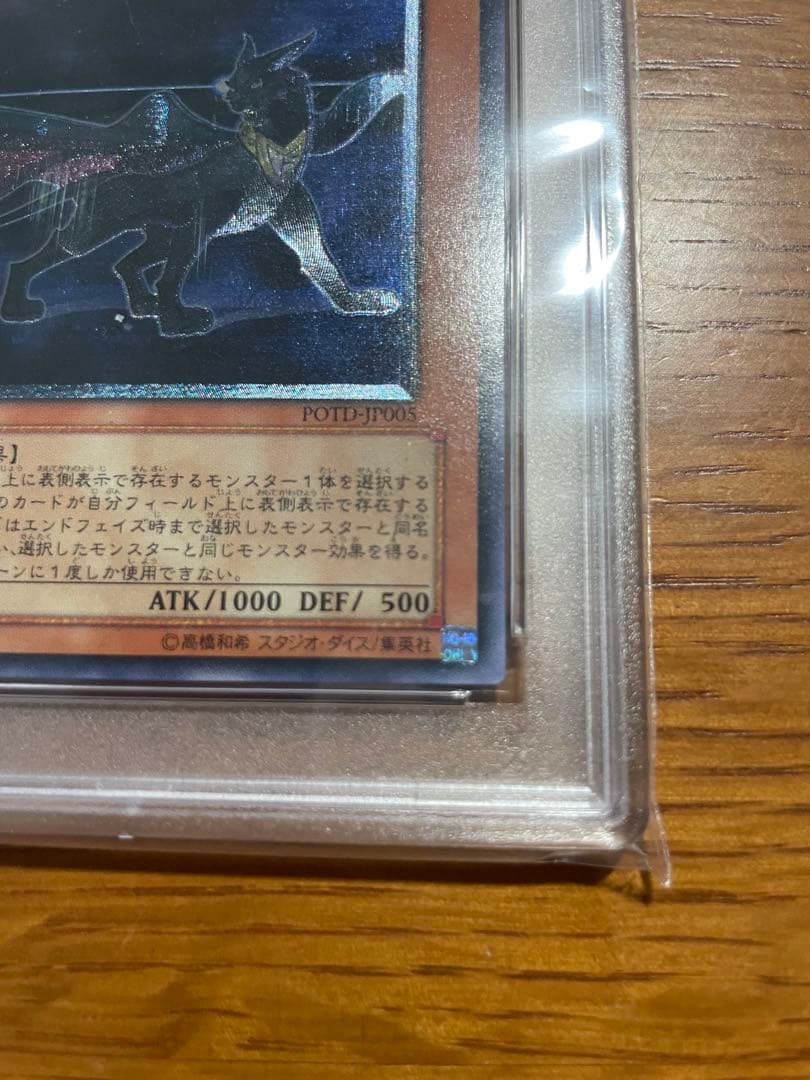 POTD-JP005
果】
上に表側表示で存在するモンスター1体を選択する
のカードが自分フィールド上に表側表示で存在する
はエンドフェイズ時まで選択したモンスターと同名
い、選択したモンスターと同じモンスター効果を得る。
ーンに1度しか使用できない。
ATK/1000 DEF/ 500
©高橋和希 スタジオ・ダイス/集英社